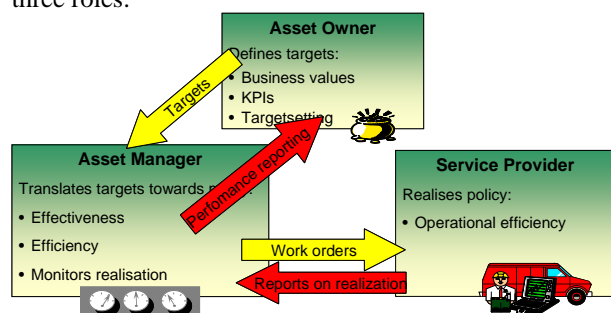 three roles:
Asset Owner
Defines targets:
• Business values
• KPIs
• Targetsetting
Targets
Perfomance reporting
Asset Manager
Translates targets towards
• Effectiveness
• Efficiency
• Monitors realisation
Service Provider
Realises policy:
• Operational efficiency
Work orders
Reports on realization